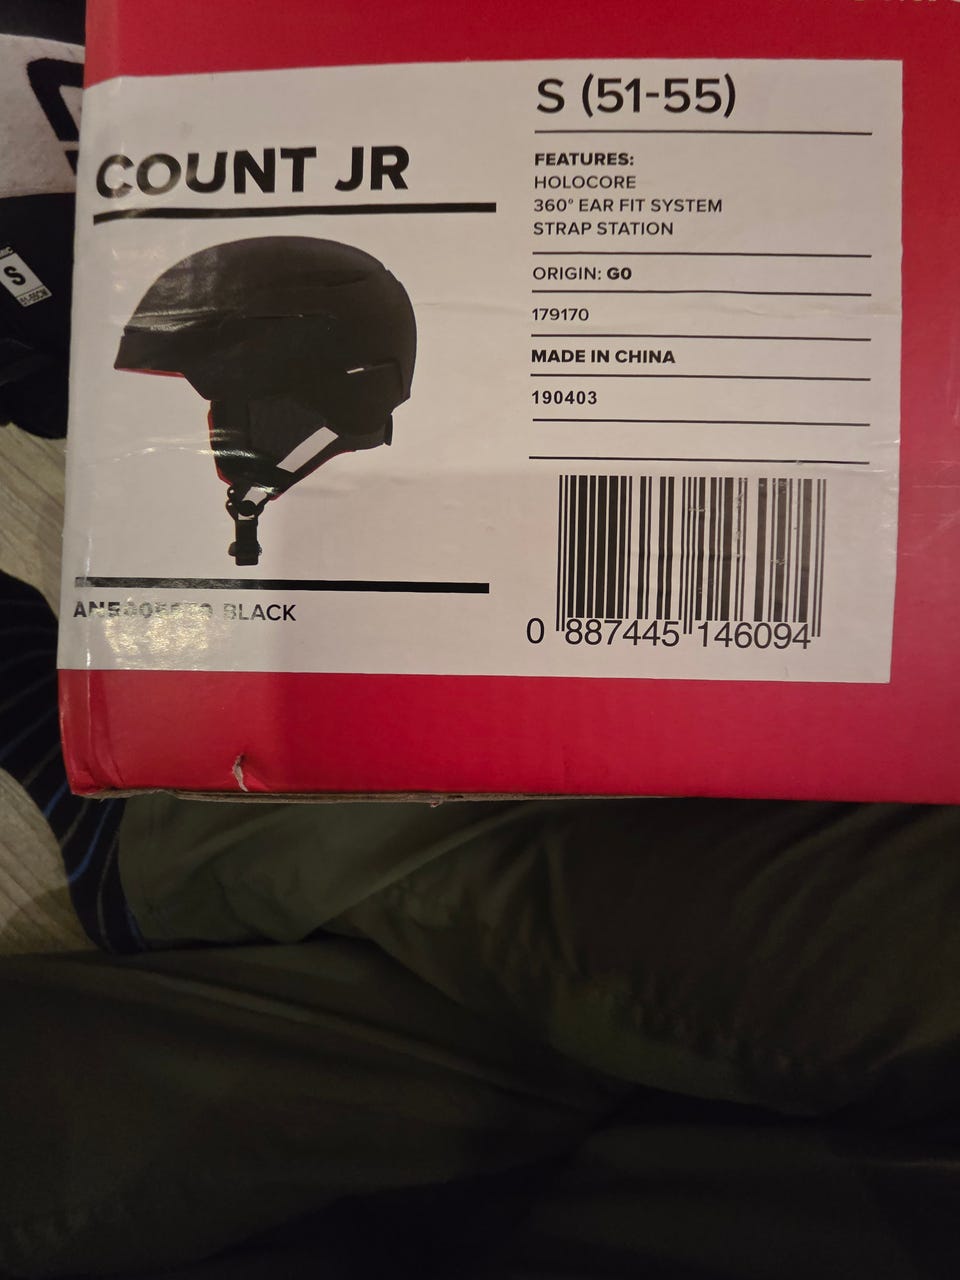 S (51-55)
COUNT JR
FEATURES:
HOLOCORE
360° EAR FIT SYSTEM
STRAP STATION
ORIGIN: G0
179170
MADE IN CHINA
190403
BLACK
0 887445 146094
S